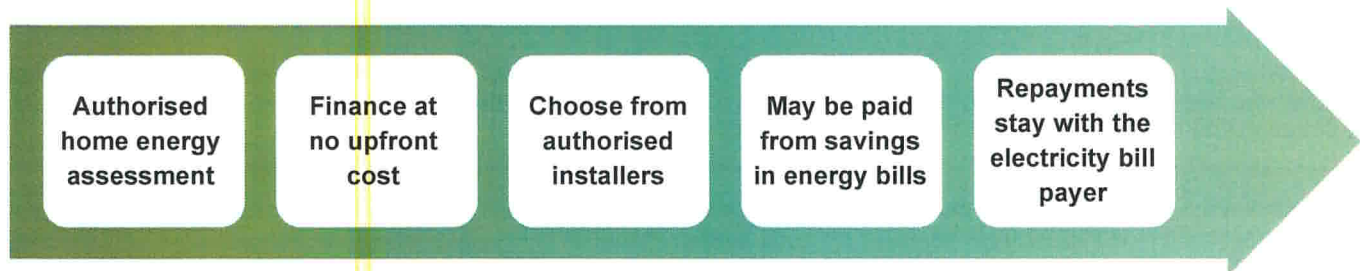 Authorised
home energy
assessment
Finance at
no upfront
cost
Choose from
authorised
installers
May be paid
from savings
in energy bills
Repayments
stay with the
electricity bill
payer